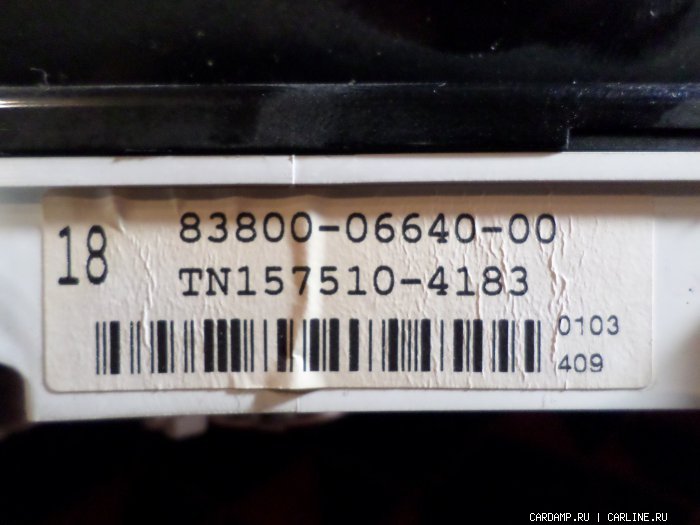 18
83800-06640-00
TN157510-4183
0103
409
CARDAMP.RU | CARLINE.RU